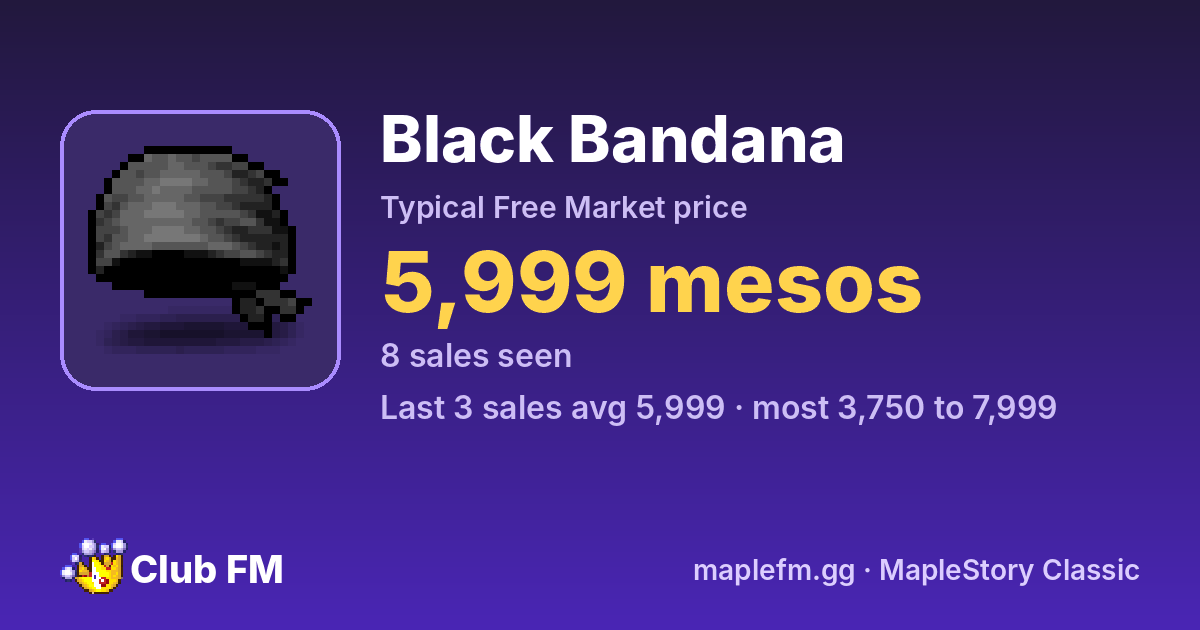 Black Bandana
Typical Free Market price
5,999 mesos
8 sales seen
Last 3 sales avg 5,999 · most 3,750 to 7,999
Club FM
maplefm.gg · MapleStory Classic